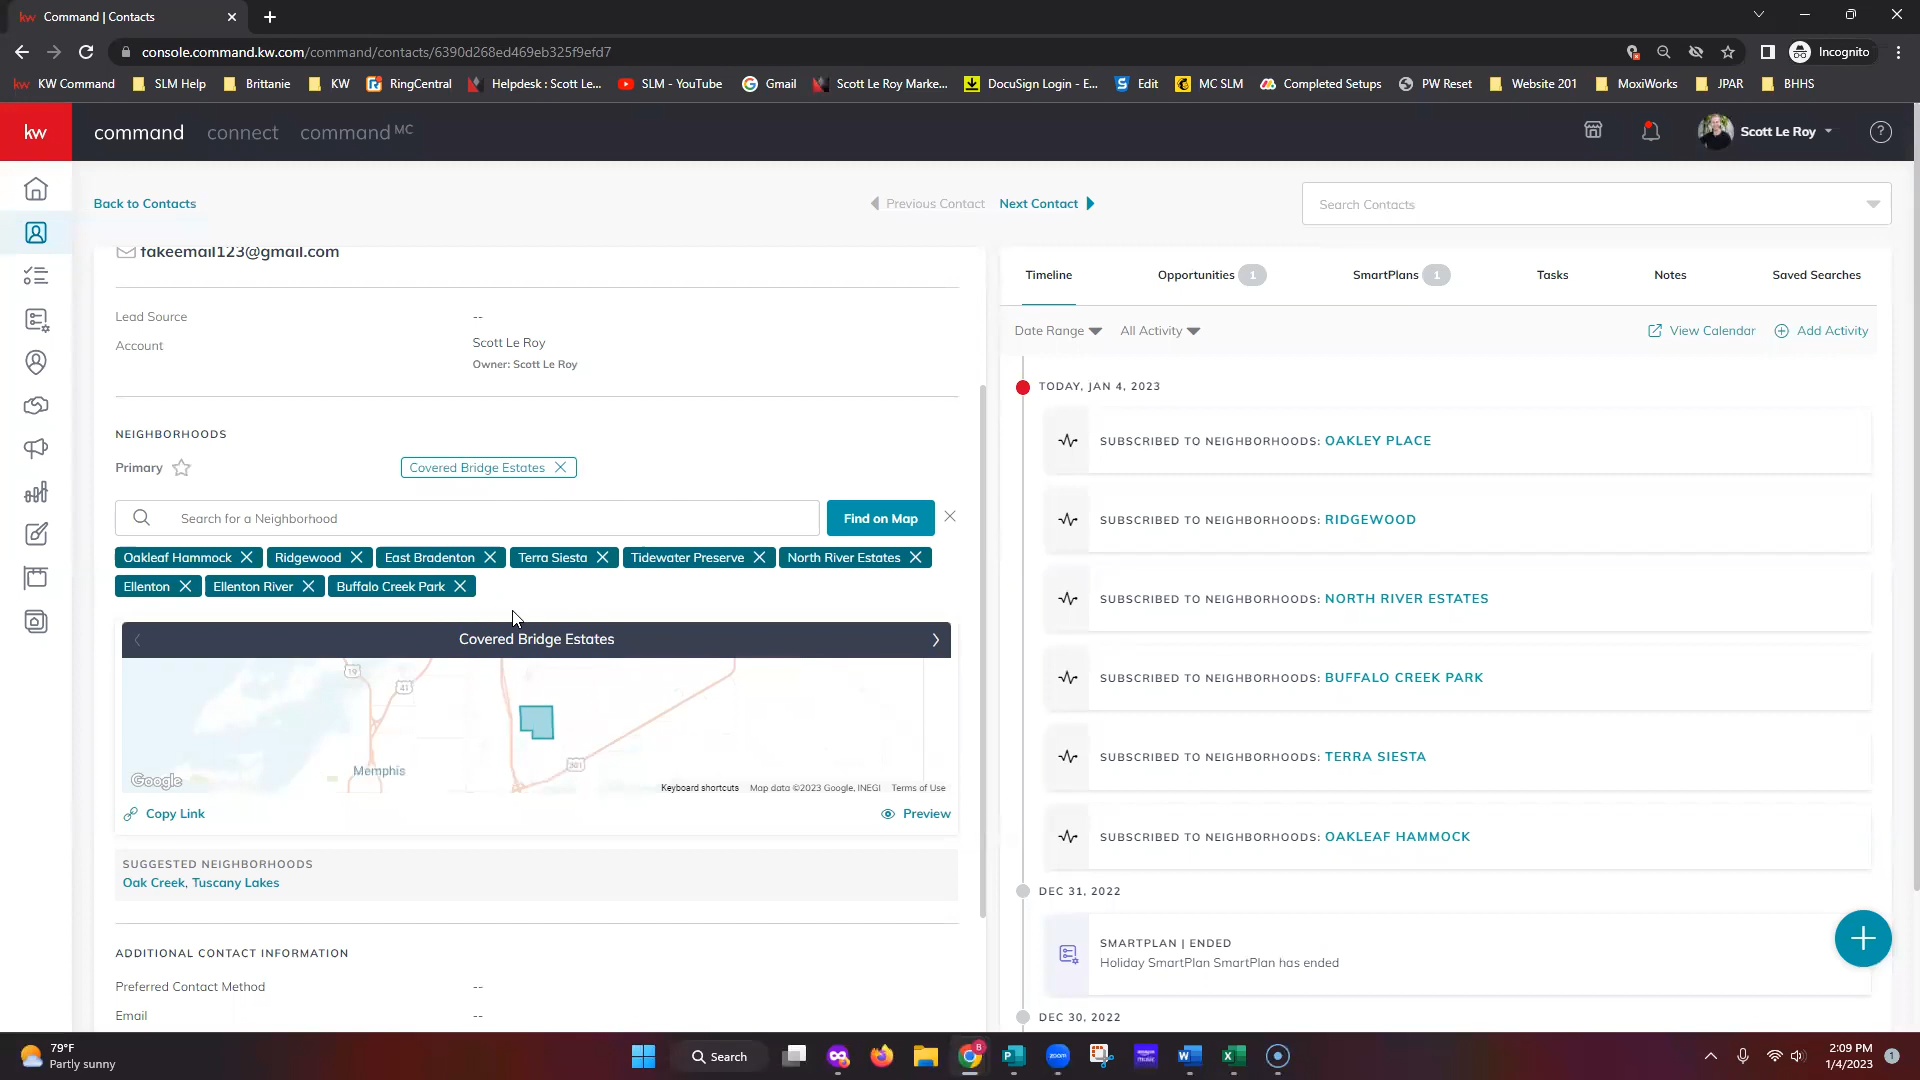 kw Command | Contacts
console.command.kw.com/command/contacts/6390d268ed469eb325f9efd7
Incognito
kw KW Command SLM Help Brittanie KW RingCentral Helpdesk : Scott Le... SLM - YouTube Gmail Scott Le Roy Marke... DocuSign Login - E... Edit MC SLM Completed Setups PW Reset Website 201 MoxiWorks JPAR BHHS
kw command connect command MC Scott Le Roy ?
Back to Contacts Previous Contact Next Contact Search Contacts
fakeemail123@gmail.com
Lead Source --
Account Scott Le Roy
Owner: Scott Le Roy
NEIGHBORHOODS
Primary Covered Bridge Estates
Search for a Neighborhood Find on Map
Oakleaf Hammock Ridgewood East Bradenton Terra Siesta Tidewater Preserve North River Estates
Ellenton Ellenton River Buffalo Creek Park
Covered Bridge Estates
19
41
301
Memphis
Google Keyboard shortcuts Map data ©2023 Google, INEGI Terms of Use
Copy Link Preview
SUGGESTED NEIGHBORHOODS
Oak Creek, Tuscany Lakes
ADDITIONAL CONTACT INFORMATION
Preferred Contact Method --
Email --
Timeline Opportunities 1 SmartPlans 1 Tasks Notes Saved Searches
Date Range All Activity View Calendar Add Activity
TODAY, JAN 4, 2023
SUBSCRIBED TO NEIGHBORHOODS: OAKLEY PLACE
SUBSCRIBED TO NEIGHBORHOODS: RIDGEWOOD
SUBSCRIBED TO NEIGHBORHOODS: NORTH RIVER ESTATES
SUBSCRIBED TO NEIGHBORHOODS: BUFFALO CREEK PARK
SUBSCRIBED TO NEIGHBORHOODS: TERRA SIESTA
SUBSCRIBED TO NEIGHBORHOODS: OAKLEAF HAMMOCK
DEC 31, 2022
SMARTPLAN | ENDED
Holiday SmartPlan SmartPlan has ended
DEC 30, 2022
79°F
Partly sunny
Search
2:09 PM
1/4/2023
1